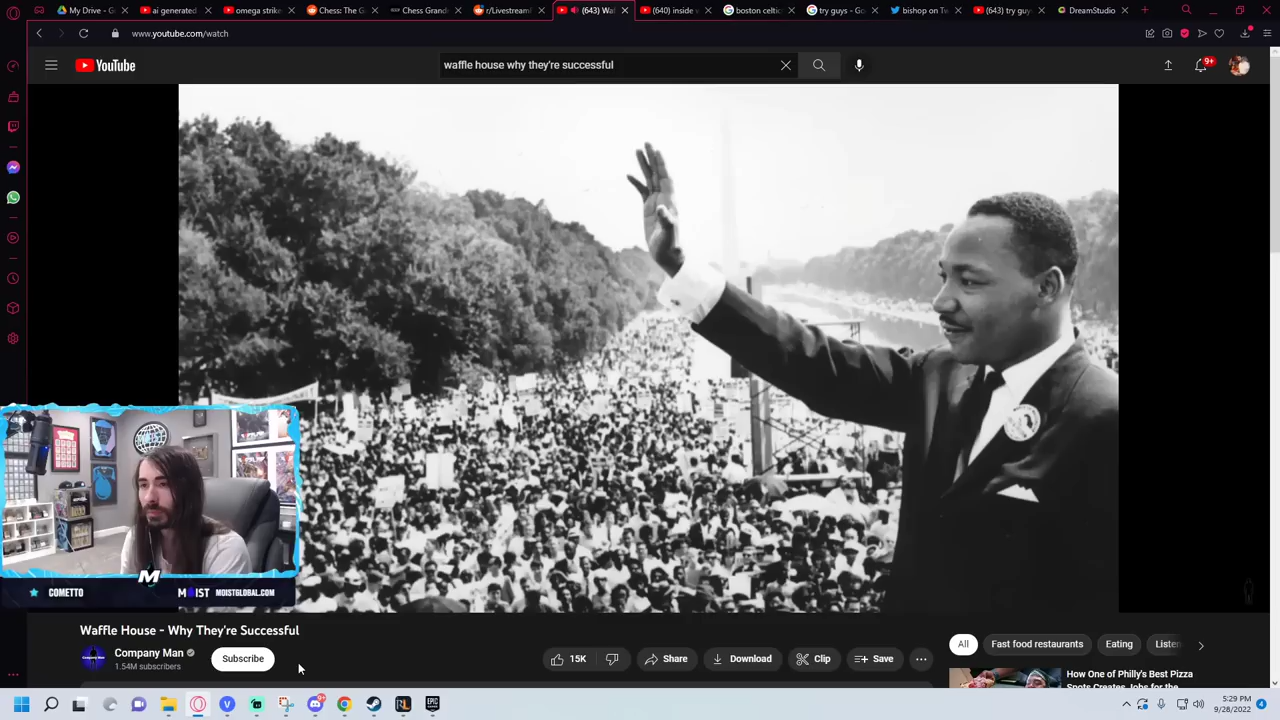 My Drive - G
ai generated
omega strike
Chess: The G
Chess Grand
r/Livestream
(643) Wa
(640) inside
boston celtic
try guys - G
bishop on Tw
(643) try guy
DreamStudio
www.youtube.com/watch
YouTube
waffle house why they're successful
9+
COMETTO
M
MOIST
MOISTGLOBAL.COM
Waffle House - Why They're Successful
Company Man
1.54M subscribers
Subscribe
15K
Share
Download
Clip
Save
All
Fast food restaurants
Eating
Listen
How One of Philly's Best Pizza
Spots Creates Jobs for the
5:29 PM
9/28/2022